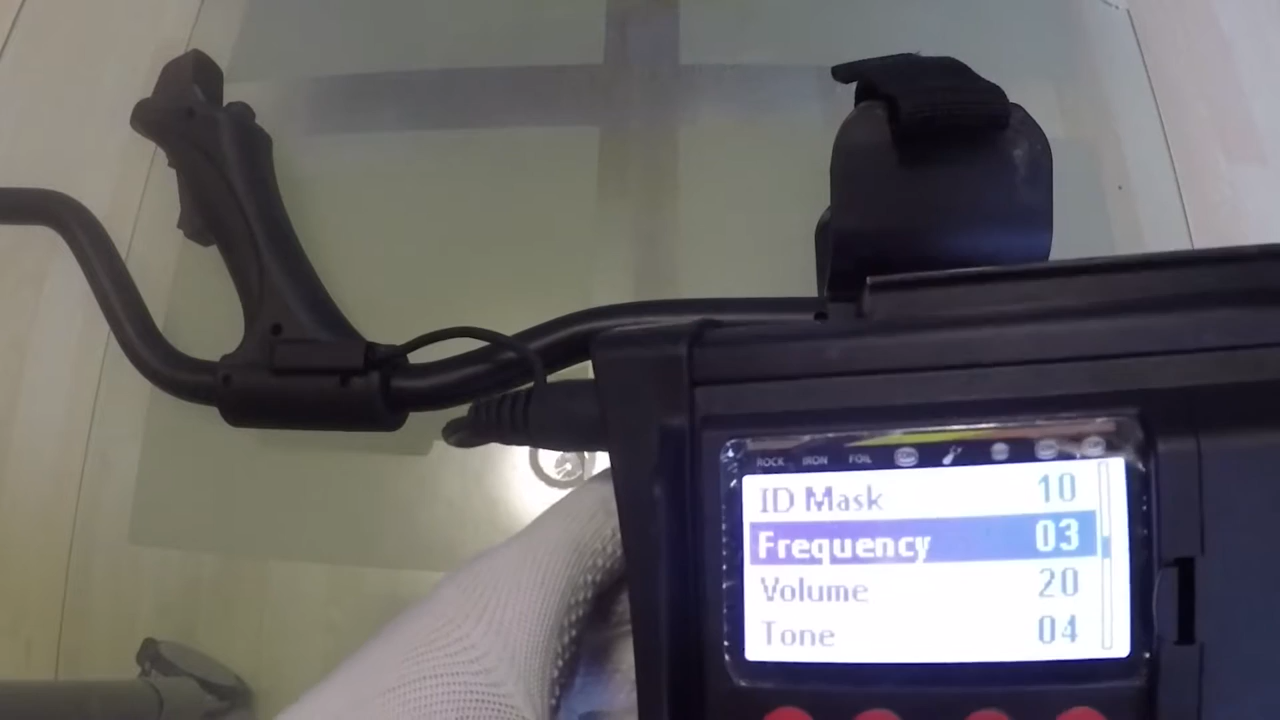 ROCK IRON FOIL
ID Mask 10
Frequency 03
Volume 20
Tone 04